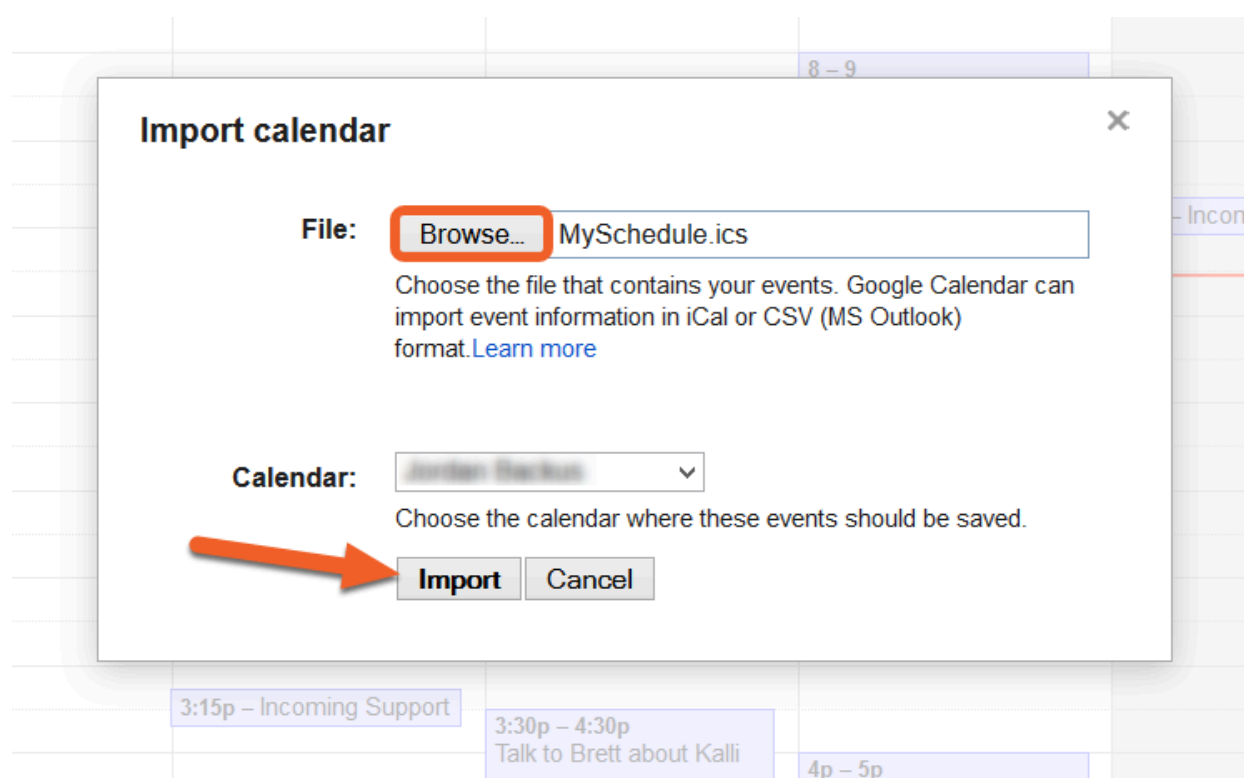 8 – 9
Import calendar
– Incon
File:
Browse...
MySchedule.ics
Choose the file that contains your events. Google Calendar can
import event information in iCal or CSV (MS Outlook)
format.Learn more
Calendar:
Choose the calendar where these events should be saved.
Import
Cancel
3:15p – Incoming Support
3:30p – 4:30p
Talk to Brett about Kalli
4p – 5p